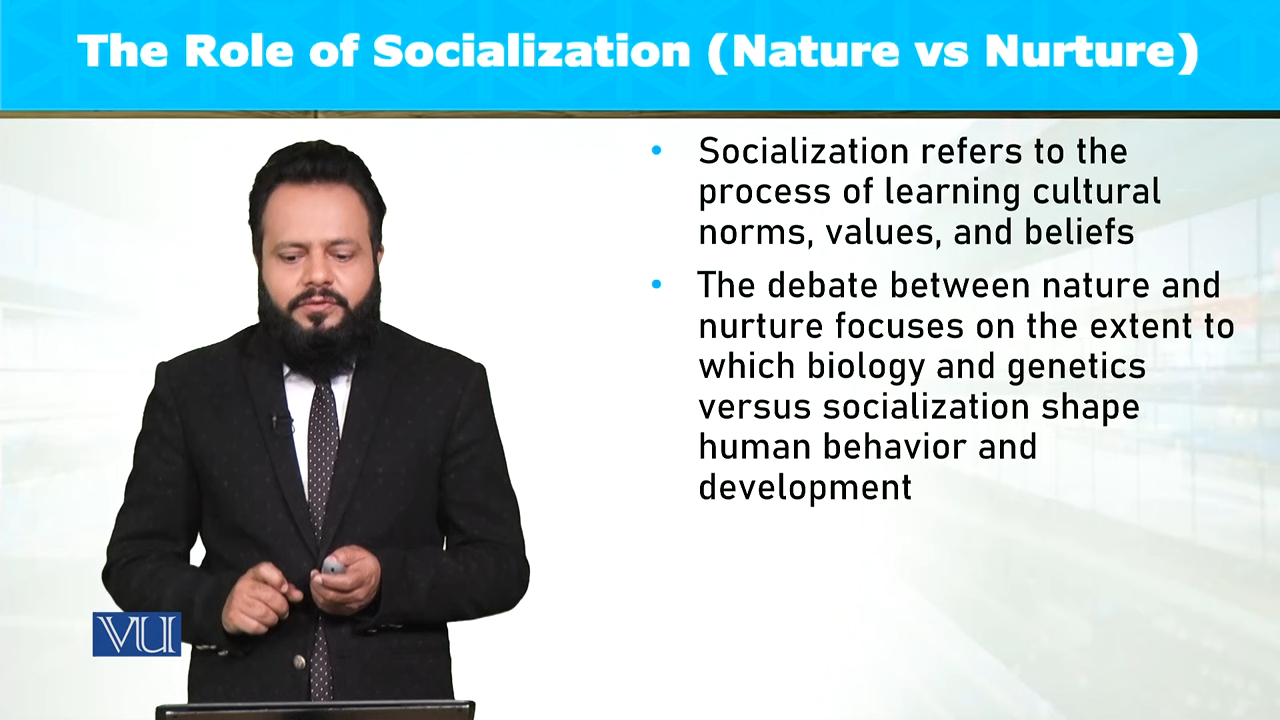 The Role of Socialization (Nature vs Nurture)
• Socialization refers to the
process of learning cultural
norms, values, and beliefs
• The debate between nature and
nurture focuses on the extent to
which biology and genetics
versus socialization shape
human behavior and
development
VU